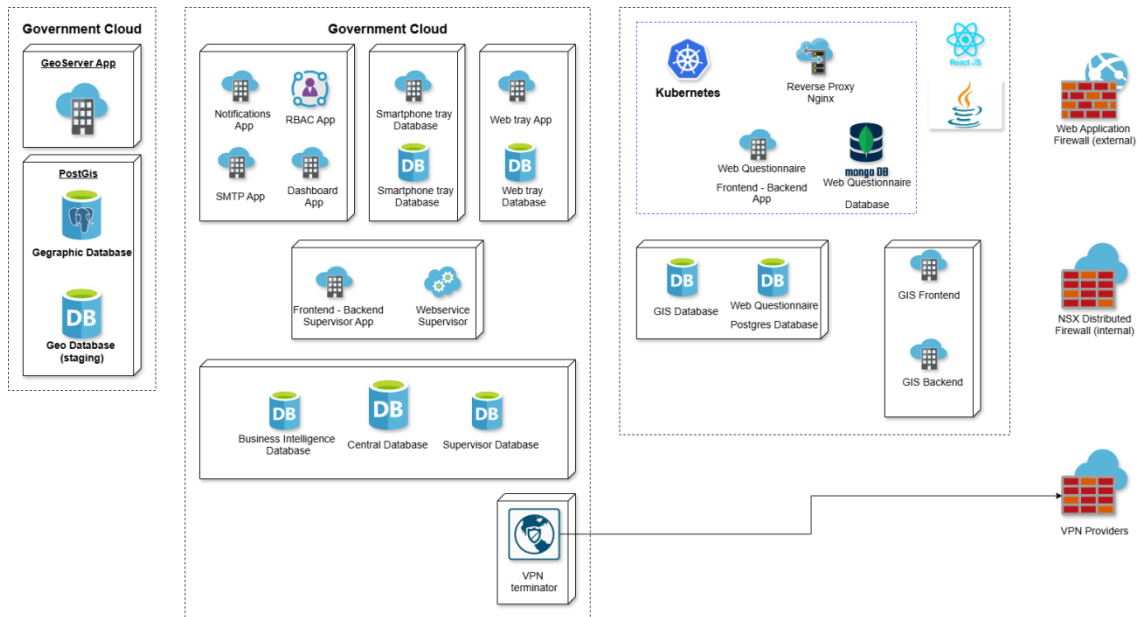 Government Cloud
GeoServer App
PostGis
Gegraphic Database
DB
Geo Database
(staging)
Government Cloud
Notifications
App
RBAC App
SMTP App
Dashboard
App
Smartphone tray
Database
DB
Smartphone tray
Database
Web tray App
DB
Web tray
Database
Frontend - Backend
Supervisor App
Webservice
Supervisor
DB
Business Intelligence
Database
DB
Central Database
DB
Supervisor Database
VPN
terminator
Kubernetes
Reverse Proxy
Nginx
Web Questionnaire
Frontend - Backend
App
mongo DB
Web Questionnaire
Database
React JS
DB
GIS Database
DB
Web Questionnaire
Postgres Database
GIS Frontend
GIS Backend
Web Application
Firewall (external)
NSX Distributed
Firewall (internal)
VPN Providers